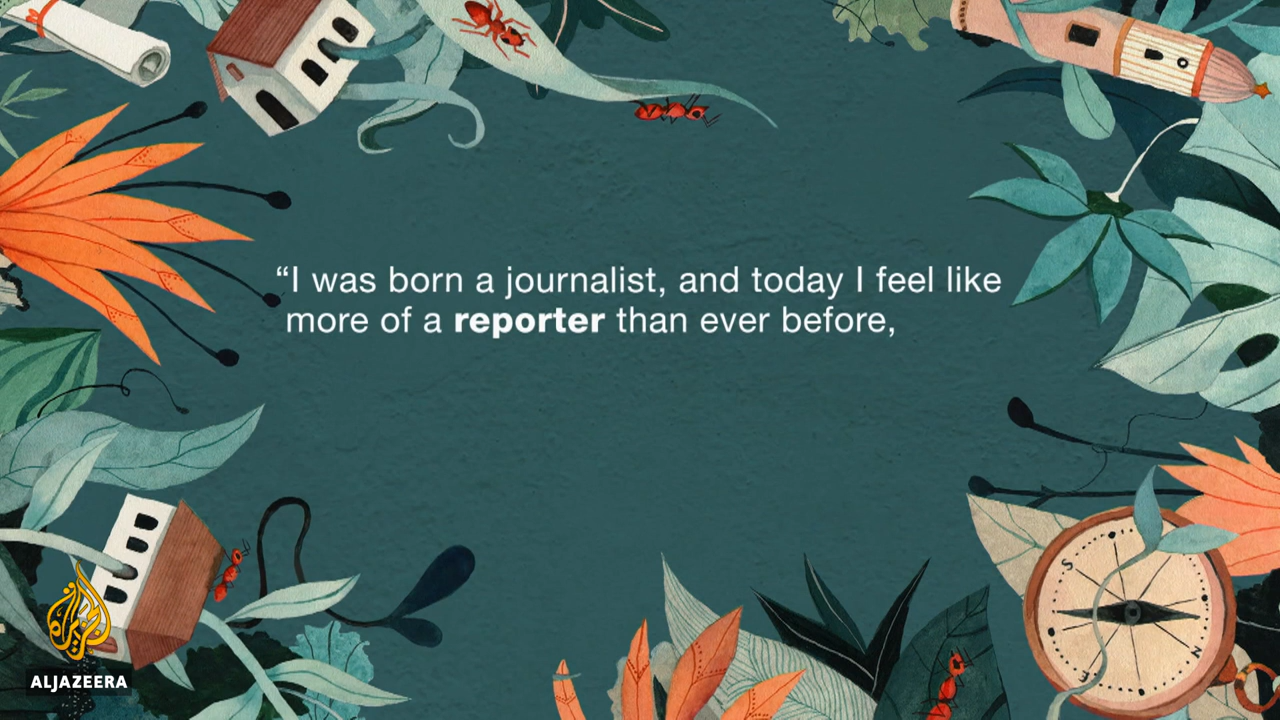 “I was born a journalist, and today I feel like
more of a reporter than ever before,
S
N
E
ALJAZEERA